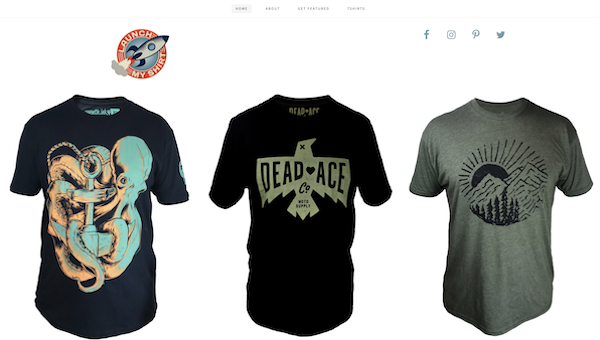 HOME ABOUT GET FEATURED TSHIRTS
LAUNCH
MY SHIRT
DEAD ACE
DEAD ACE
Co
MOTO
SUPPLY